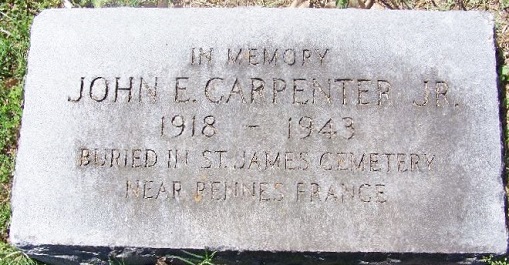 IN MEMORY
JOHN E. CARPENTER JR.
1918 - 1943
BURIED IN ST. JAMES CEMETERY
NEAR RENNES FRANCE